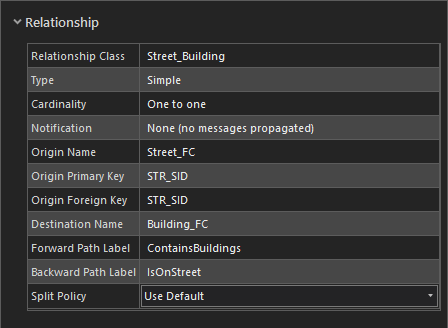 Relationship
Relationship Class Street_Building
Type Simple
Cardinality One to one
Notification None (no messages propagated)
Origin Name Street_FC
Origin Primary Key STR_SID
Origin Foreign Key STR_SID
Destination Name Building_FC
Forward Path Label ContainsBuildings
Backward Path Label IsOnStreet
Split Policy Use Default